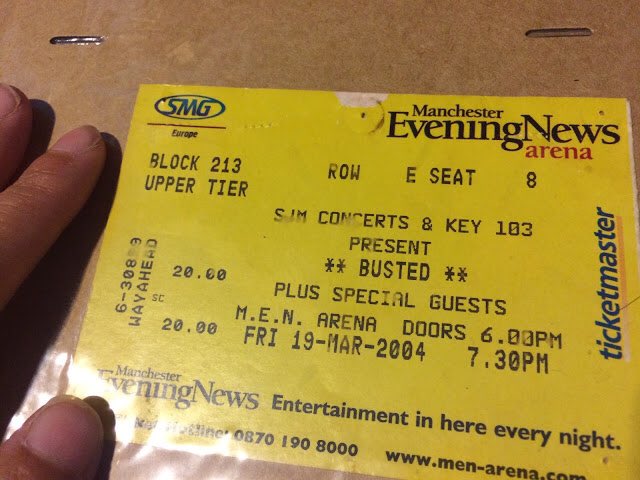 SMG
Europe
Manchester
EveningNews
arena
BLOCK 213 ROW E SEAT 8
UPPER TIER
SJM CONCERTS & KEY 103
PRESENT
** BUSTED **
PLUS SPECIAL GUESTS
M.E.N. ARENA DOORS 6.00PM
FRI 19-MAR-2004 7.30PM
20.00
SC
20.00
WAYAHEAD
ticketmaster
Manchester
EveningNews Entertainment in here every night.
0870 190 8000 www.men-arena.com